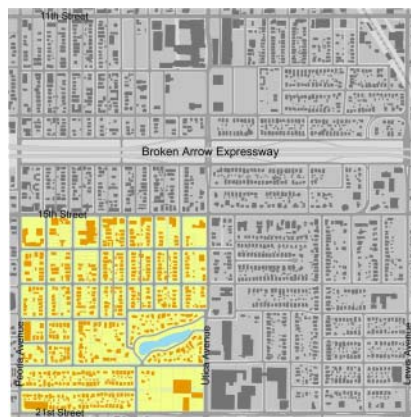 11th Street
Broken Arrow Expressway
15th Street
Peoria Avenue
Utica Avenue
Lewis Avenue
21st Street